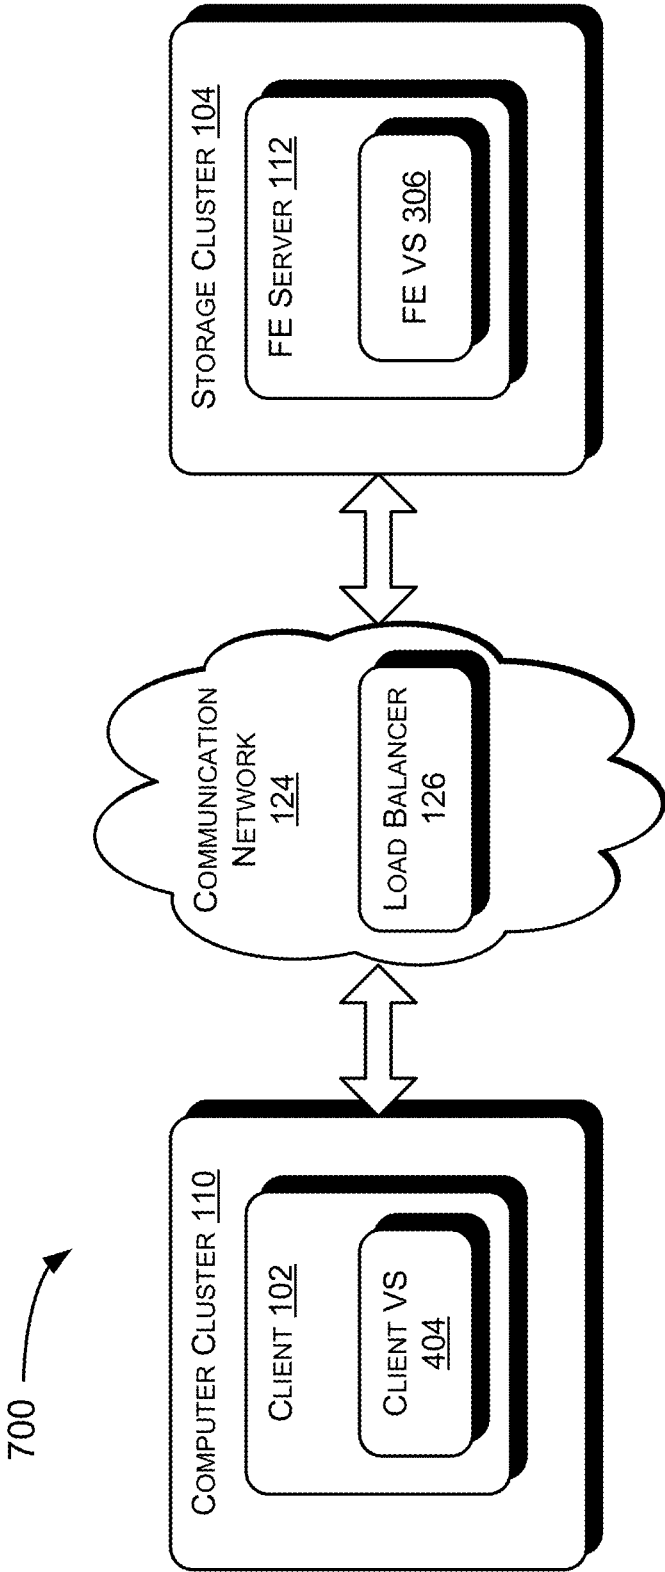 700
COMPUTER CLUSTER 110
CLIENT 102
CLIENT VS
404
COMMUNICATION
NETWORK
124
LOAD BALANCER
126
STORAGE CLUSTER 104
FE SERVER 112
FE VS 306